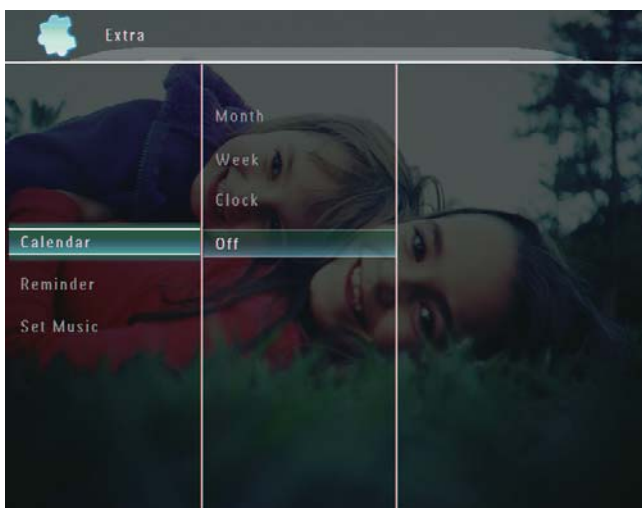 Extra
Month
Week
Clock
Calendar
Off
Reminder
Set Music